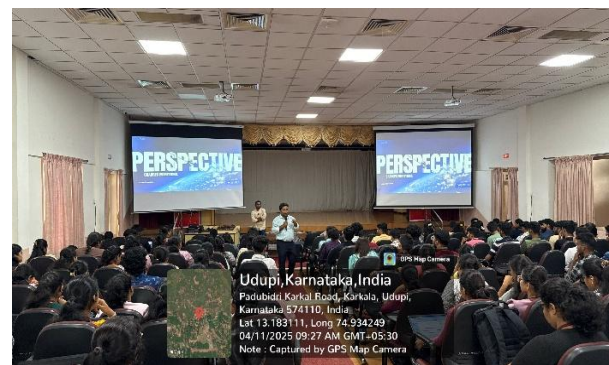 PERSPECTIVE
PERSPECTIVE
GPS Map Camera
Udupi,Karnataka,India
Padubidri Karkal Road, Karkala, Udupi,
Karnataka 574110, India
Lat 13.183111, Long 74.934249
04/11/2025 09:27 AM GMT+05:30
Note : Captured by GPS Map Camera